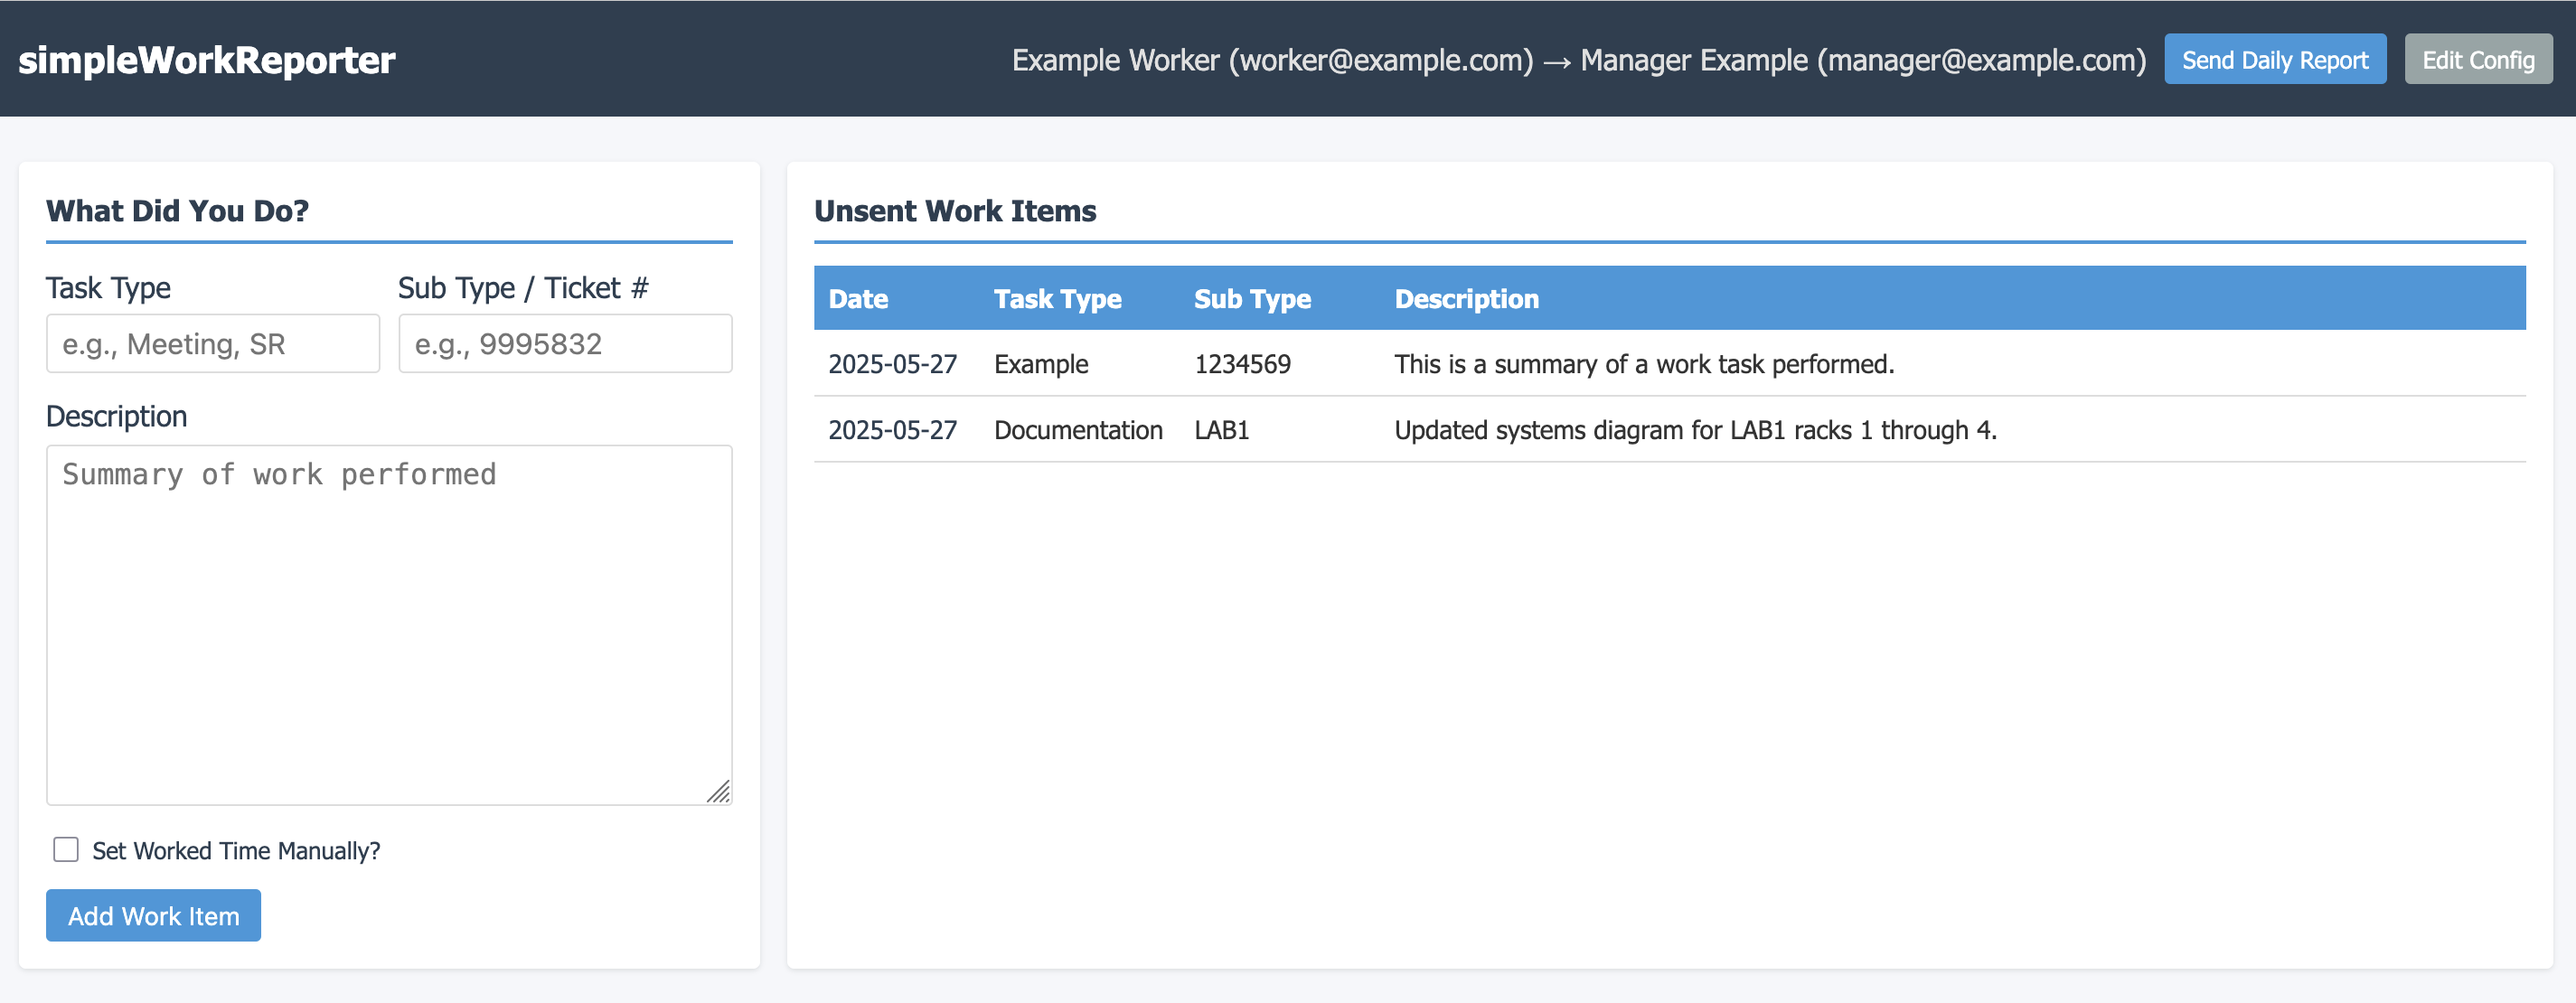 simpleWorkReporter
Example Worker (worker@example.com) → Manager Example (manager@example.com)
Send Daily Report
Edit Config
What Did You Do?
Task Type
Sub Type / Ticket #
e.g., Meeting, SR
e.g., 9995832
Description
Summary of work performed
Set Worked Time Manually?
Add Work Item
Unsent Work Items
Date Task Type Sub Type Description
2025-05-27 Example 1234569 This is a summary of a work task performed.
2025-05-27 Documentation LAB1 Updated systems diagram for LAB1 racks 1 through 4.